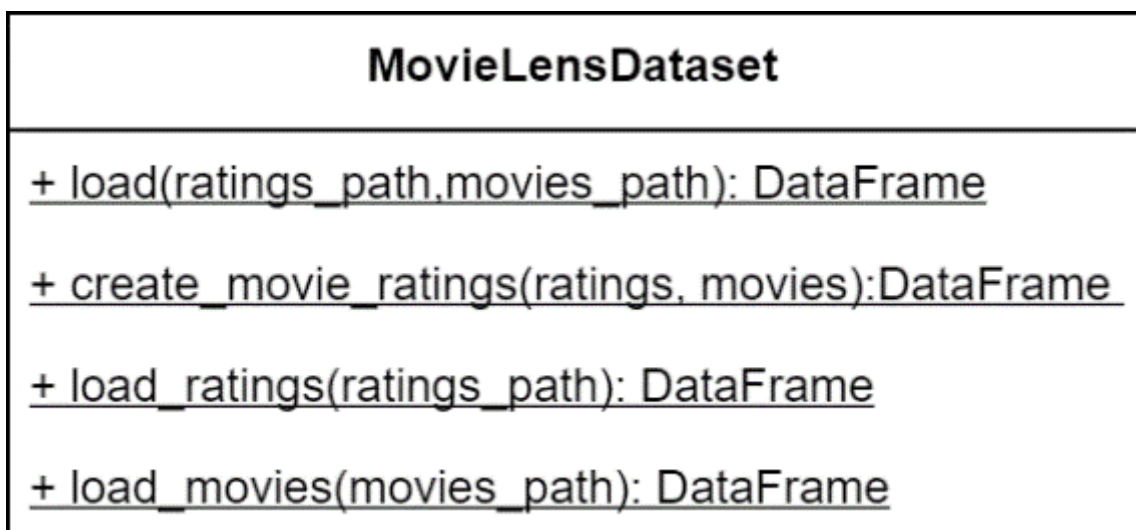 MovieLensDataset
+ load(ratings_path,movies_path): DataFrame
+ create_movie_ratings(ratings, movies):DataFrame
+ load_ratings(ratings_path): DataFrame
+ load_movies(movies_path): DataFrame